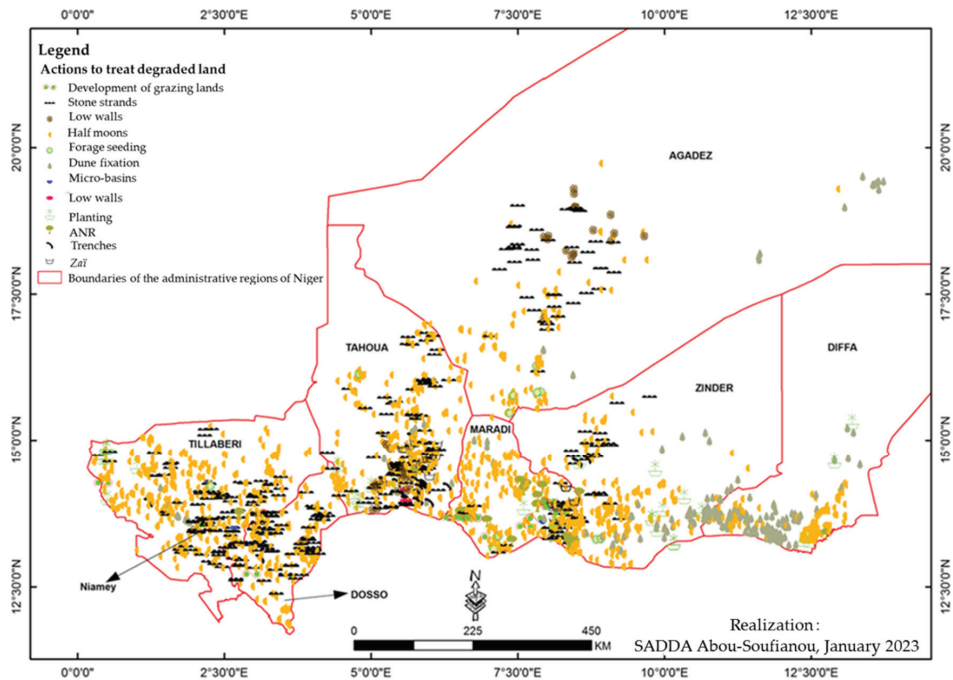 0°0'0" 2°30'0"E 5°0'0"E 7°30'0"E 10°0'0"E 12°30'0"E
Legend
Actions to treat degraded land
Development of grazing lands
Stone strands
Low walls
Half moons
Forage seeding
Dune fixation
Micro-basins
Low walls
Planting
ANR
Trenches
Zaï
Boundaries of the administrative regions of Niger
20°0'0"N
17°30'0"N
15°0'0"N
12°30'0"N
AGADEZ
TAHOUA
DIFFA
ZINDER
MARADI
TILLABERI
Niamey
DOSSO
N
0 225 450
KM
Realization:
SADDA Abou-Soufianou, January 2023
20°0'0"N
17°30'0"N
15°0'0"N
12°30'0"N
0°0'0" 2°30'0"E 5°0'0"E 7°30'0"E 10°0'0"E 12°30'0"E